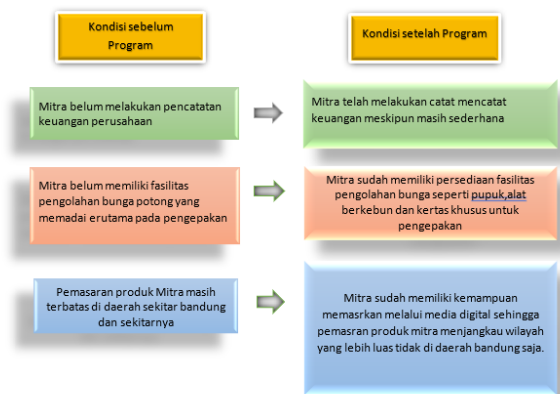 Kondisi sebelum
Program
Kondisi setelah Program
Mitra belum melakukan pencatatan
keuangan perusahaan
Mitra telah melakukan catat mencatat
keuangan meskipun masih sederhana
Mitra belum memiliki fasilitas
pengolahan bunga potong yang
memadai erutama pada pengepakan
Mitra sudah memiliki persediaan fasilitas
pengolahan bunga seperti pupuk,alat
berkebun dan kertas khusus untuk
pengepakan
Pemasaran produk Mitra masih
terbatas di daerah sekitar bandung
dan sekitarnya
Mitra sudah memiliki kemampuan
memasrkan melalui media digital sehingga
pemasran produk mitra menjangkau wilayah
yang lebih luas tidak di daerah bandung saja.